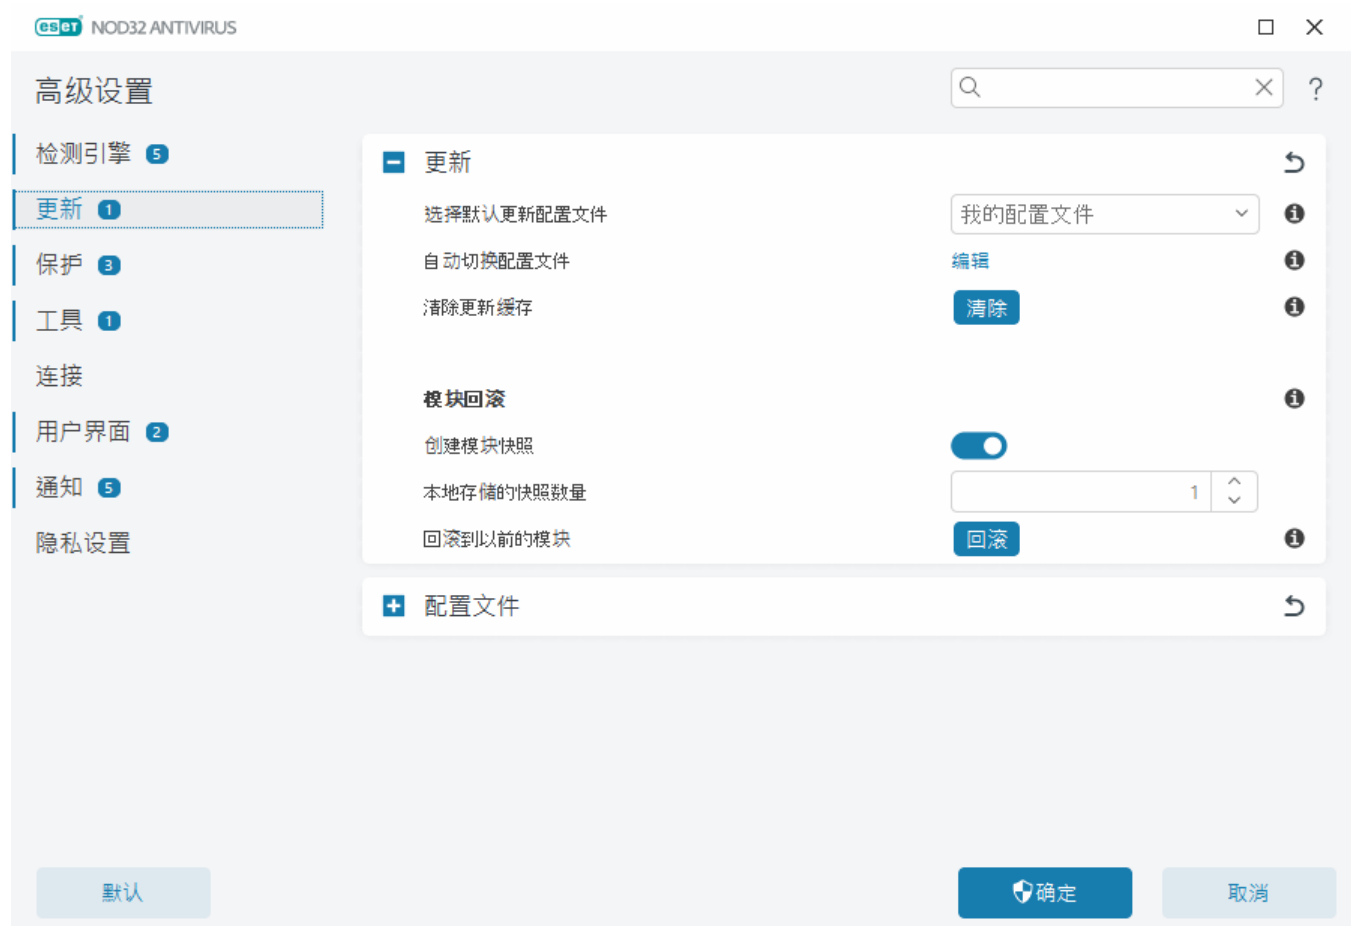 eset NOD32 ANTIVIRUS
高级设置
?
检测引擎 5
更新 1
保护 3
工具 1
连接
用户界面 2
通知 5
隐私设置
更新
选择默认更新配置文件 我的配置文件
自动切换配置文件 编辑
清除更新缓存 清除
模块回滚
创建模块快照
本地存储的快照数量 1
回滚到以前的模块 回滚
配置文件
默认 确定 取消